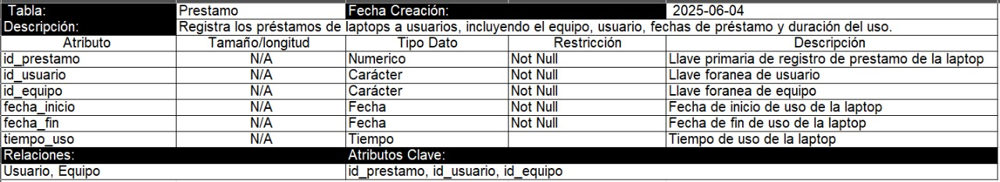 Tabla: Prestamo Fecha Creación: 2025-06-04
Descripción: Registra los préstamos de laptops a usuarios, incluyendo el equipo, usuario, fechas de préstamo y duración del uso.
Atributo Tamaño/longitud Tipo Dato Restricción Descripción
id_prestamo N/A Numerico Not Null Llave primaria de registro de prestamo de la laptop
id_usuario N/A Carácter Not Null Llave foranea de usuario
id_equipo N/A Carácter Not Null Llave foranea de equipo
fecha_inicio N/A Fecha Not Null Fecha de inicio de uso de la laptop
fecha_fin N/A Fecha Not Null Fecha de fin de uso de la laptop
tiempo_uso N/A Tiempo Tiempo de uso de la laptop
Relaciones: Atributos Clave:
Usuario, Equipo id_prestamo, id_usuario, id_equipo